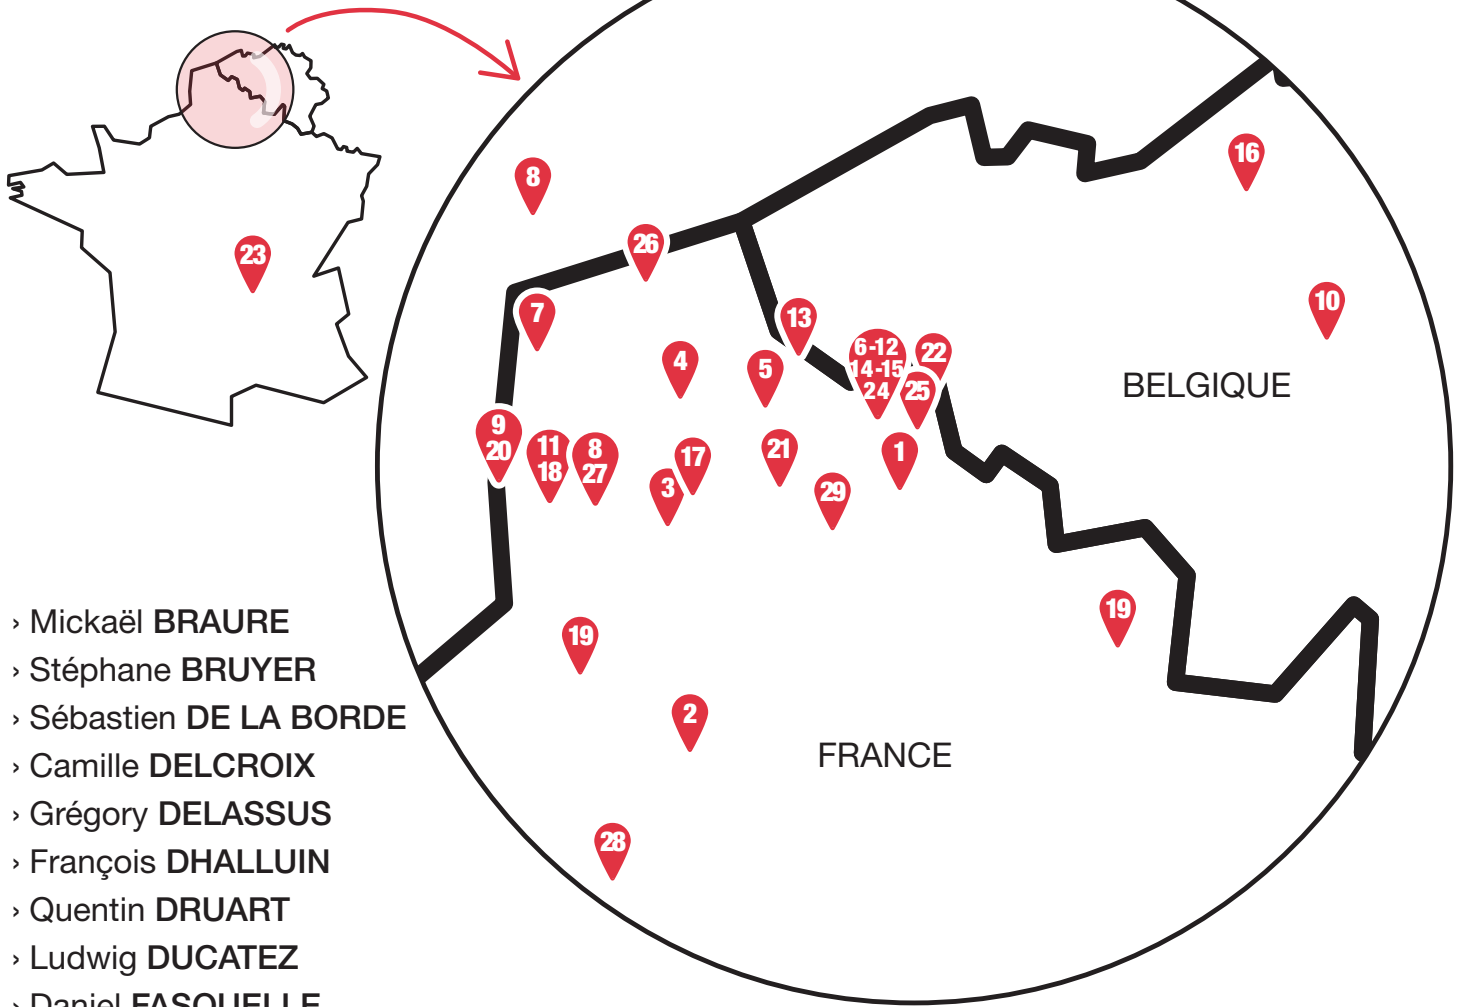 23
8
26
16
7
13
10
4
5
6-12
14-15
24
22
25
9
20
11
18
8
27
3
17
21
29
1
19
19
2
28
BELGIQUE
FRANCE
› Mickaël BRAURE
› Stéphane BRUYER
› Sébastien DE LA BORDE
› Camille DELCROIX
› Grégory DELASSUS
› François DHALLUIN
› Quentin DRUART
› Ludwig DUCATEZ
› Daniel FASQUELLE